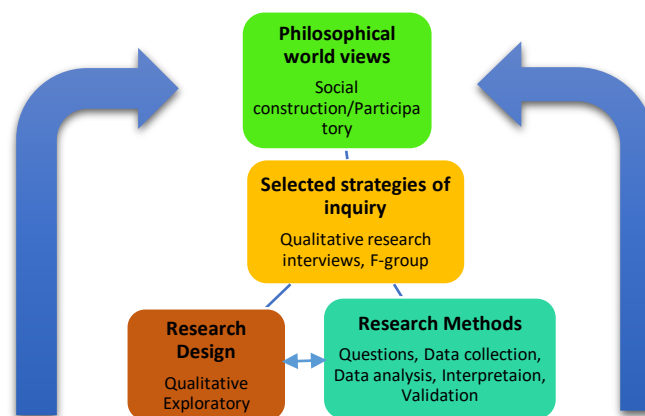 Philosophical
world views
Social
construction/Participa
tory
Selected strategies of
inquiry
Qualitative research
interviews, F-group
Research
Design
Qualitative
Exploratory
Research Methods
Questions, Data collection,
Data analysis, Interpretaion,
Validation